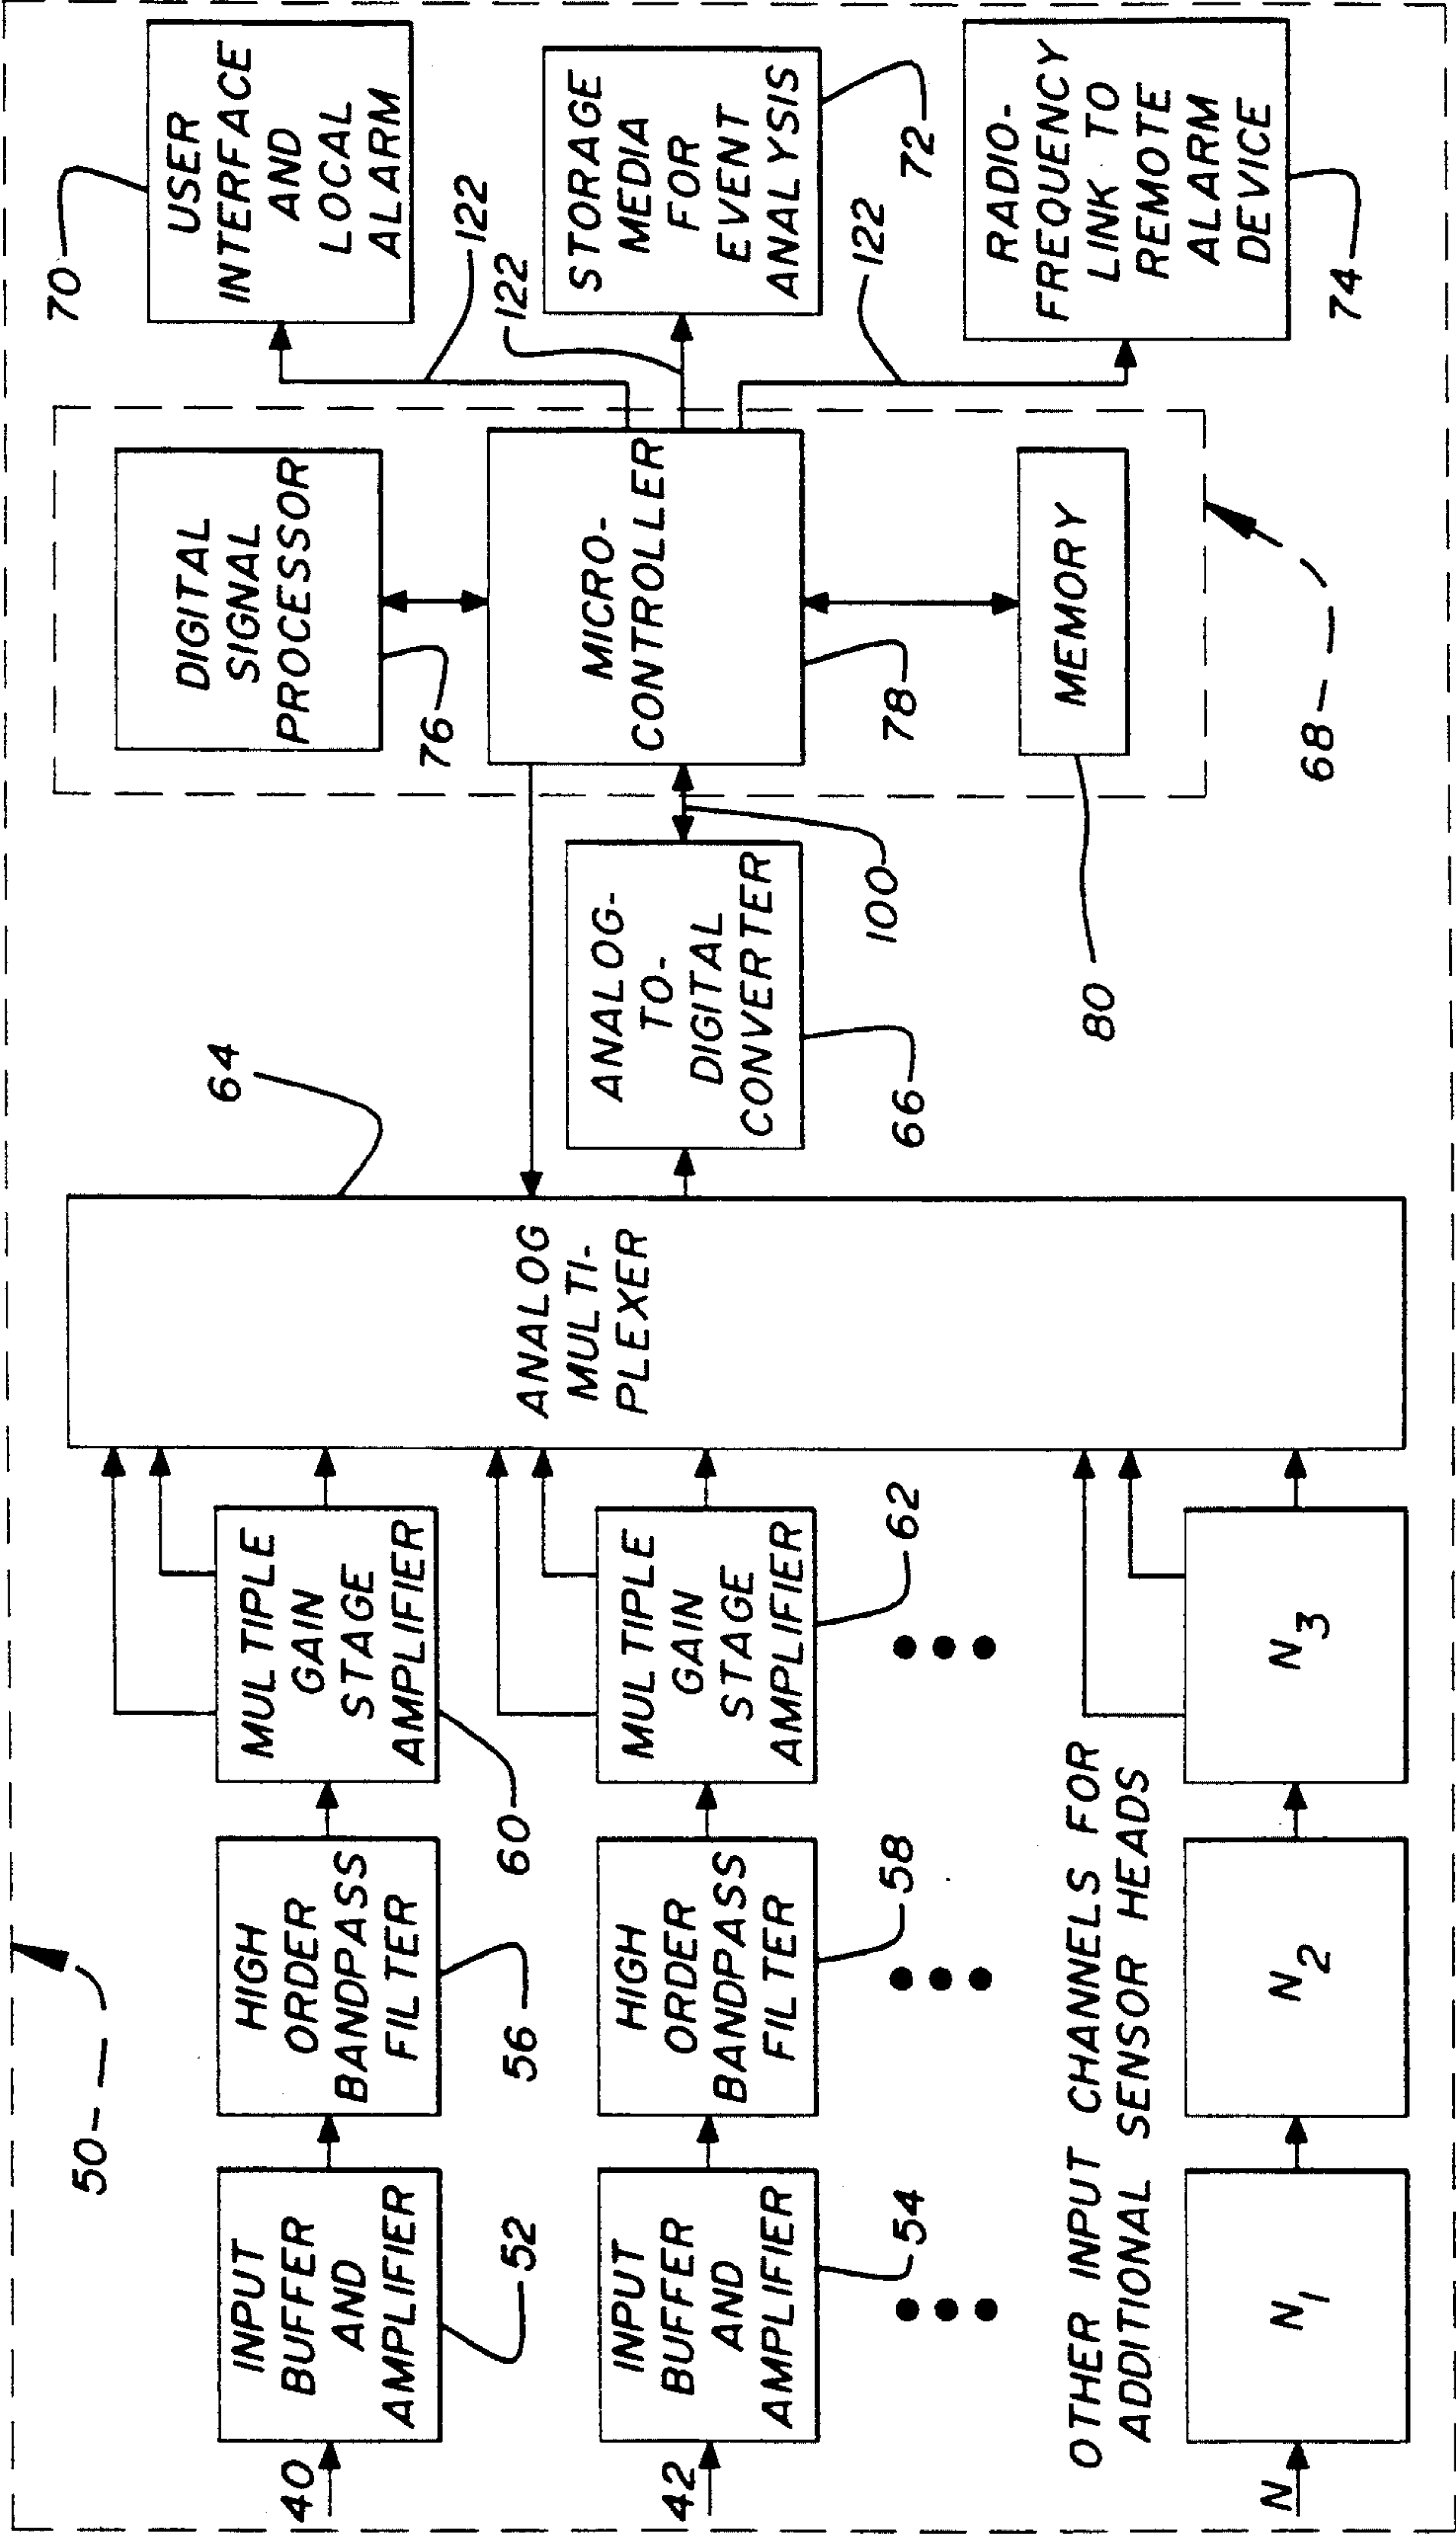 50
40
INPUT
BUFFER
AND
AMPLIFIER
52
HIGH
ORDER
BANDPASS
FILTER
56
MULTIPLE
GAIN
STAGE
AMPLIFIER
60
42
INPUT
BUFFER
AND
AMPLIFIER
54
HIGH
ORDER
BANDPASS
FILTER
58
MULTIPLE
GAIN
STAGE
AMPLIFIER
62
OTHER INPUT CHANNELS FOR
ADDITIONAL SENSOR HEADS
N
N1
N2
N3
64
ANALOG
MULTI-
PLEXER
ANALOG-
TO-
DIGITAL
CONVERTER
66
100
DIGITAL
SIGNAL
PROCESSOR
76
MICRO-
CONTROLLER
78
MEMORY
80
68
70
USER
INTERFACE
AND
LOCAL
ALARM
122
122
STORAGE
MEDIA
FOR
EVENT
ANALYSIS
72
122
RADIO-
FREQUENCY
LINK TO
REMOTE
ALARM
DEVICE
74